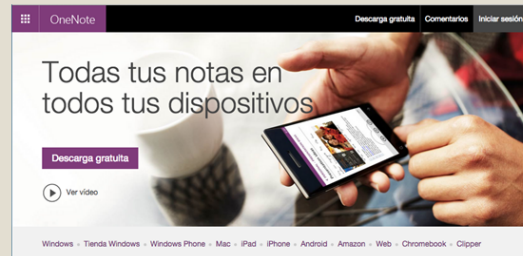 OneNote
Descarga gratuita Comentarios Iniciar sesión
Todas tus notas en
todos tus dispositivos
Descarga gratuita
Ver vídeo
Windows Tienda Windows Windows Phone Mac iPad iPhone Android Amazon Web Chromebook Clipper